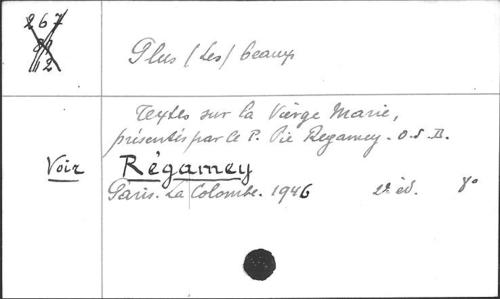 267
Plus (Les) beaux
Textes sur la Vierge Marie,
présentés par le P. Pie Regamey. O.S.B.
Voir Régamey
Paris. La Colombe. 1946 2e éd. 8°